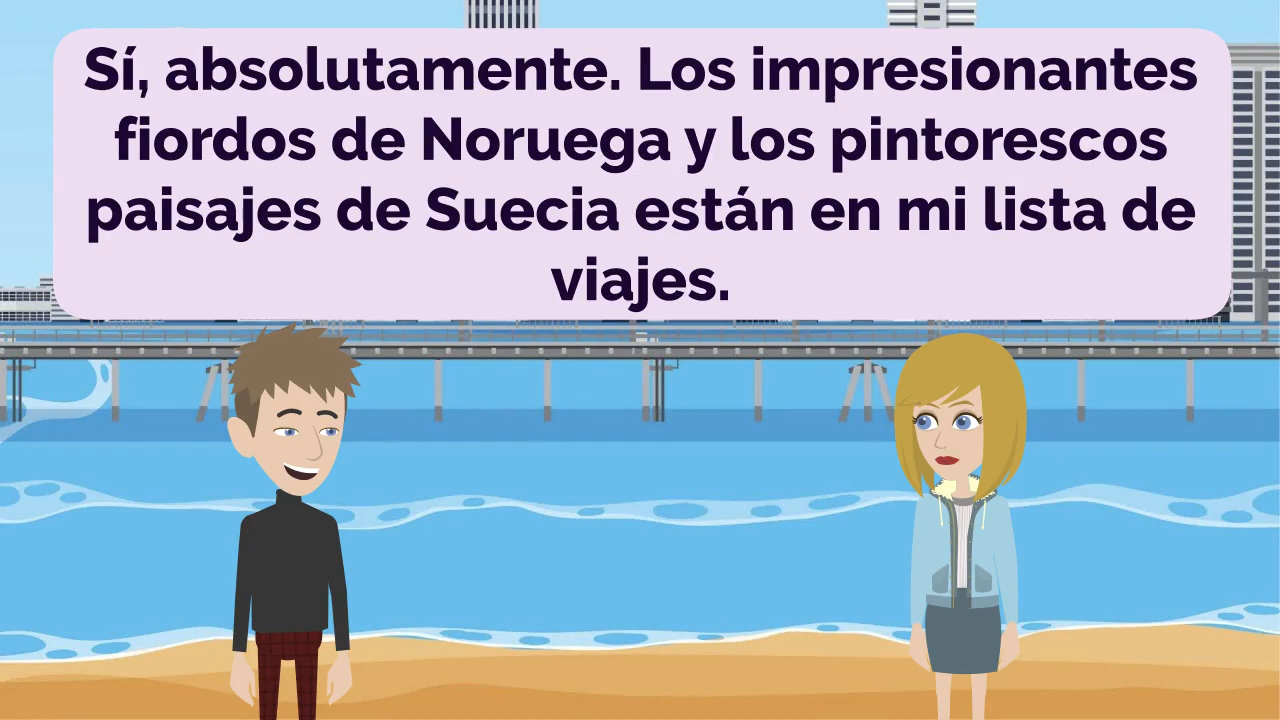 Sí, absolutamente. Los impresionantes
fiordos de Noruega y los pintorescos
paisajes de Suecia están en mi lista de
viajes.